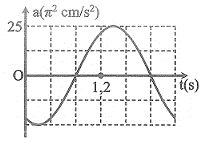 a(π² cm/s²)
25
O
1,2
t(s)